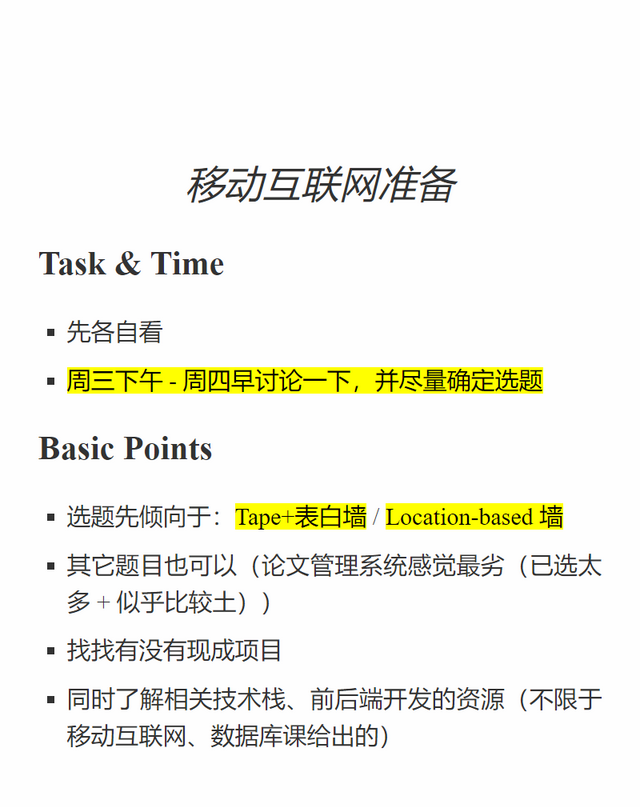 移动互联网准备
Task & Time
先各自看
周三下午 - 周四早讨论一下，并尽量确定选题
Basic Points
选题先倾向于：Tape+表白墙 / Location-based 墙
其它题目也可以（论文管理系统感觉最劣（已选太
多 + 似乎比较土））
找找有没有现成项目
同时了解相关技术栈、前后端开发的资源（不限于
移动互联网、数据库课给出的）